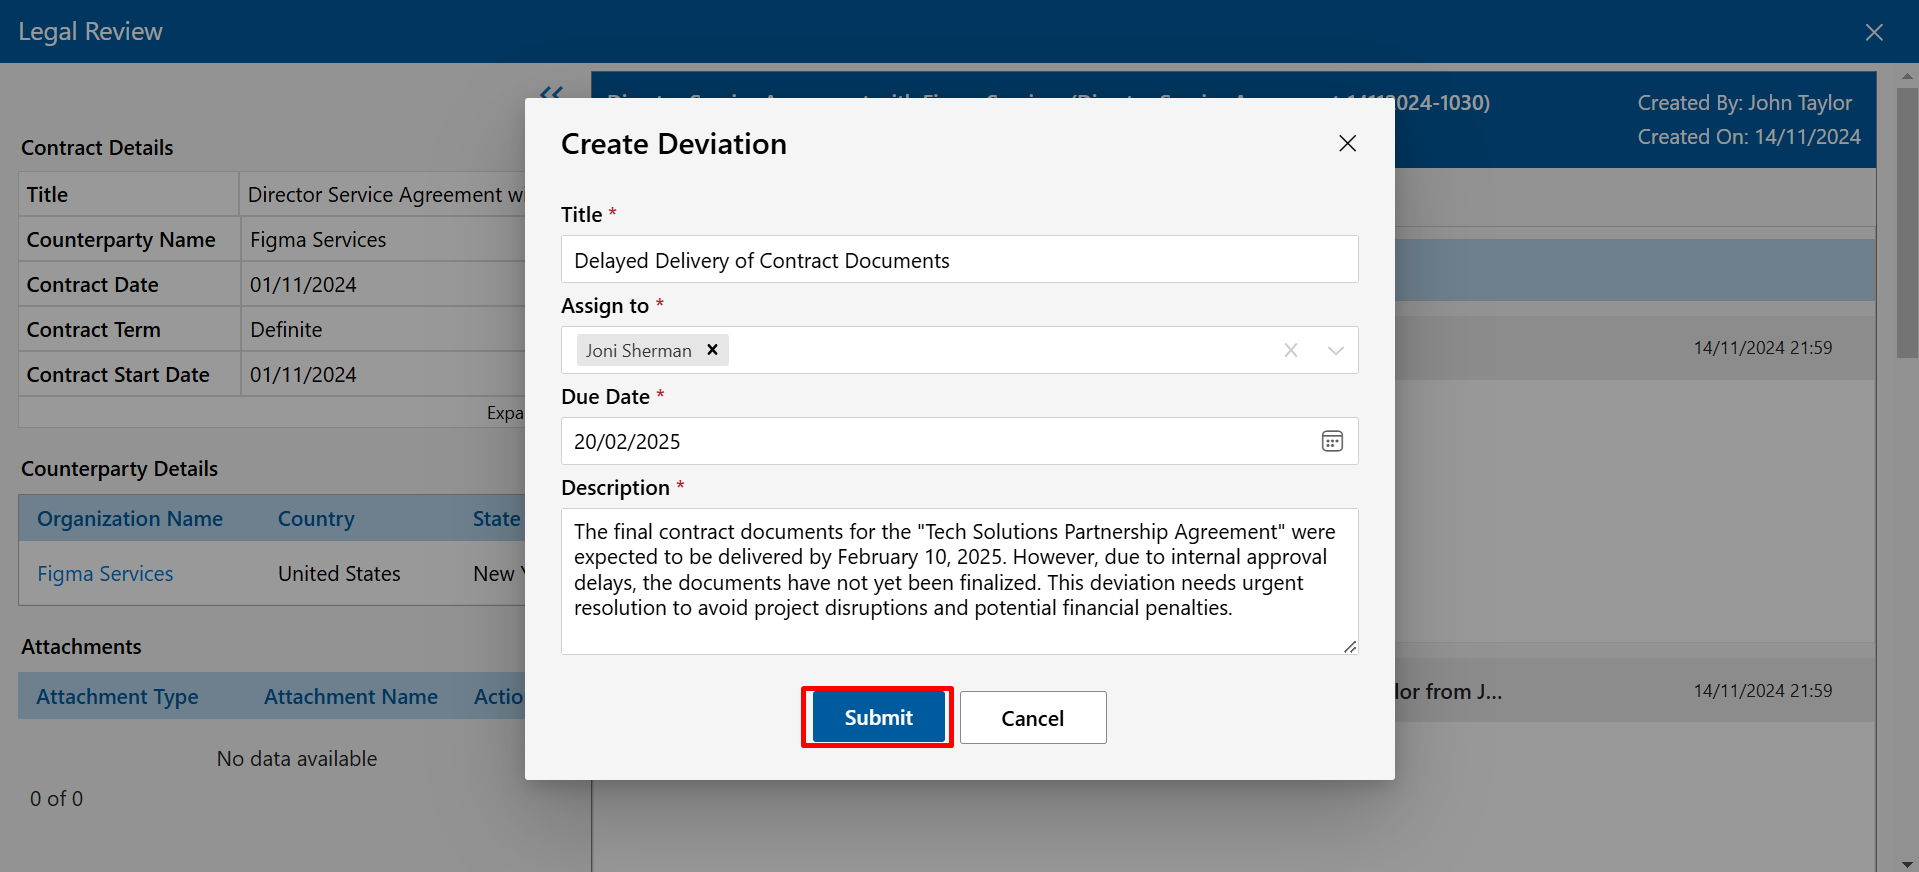 Legal Review
Created By: John Taylor
Created On: 14/11/2024
Contract Details
Title
Director Service Agreement
Counterparty Name
Figma Services
Contract Date
01/11/2024
Contract Term
Definite
Contract Start Date
01/11/2024
Counterparty Details
Organization Name Country State
Figma Services United States New
Attachments
Attachment Type Attachment Name
No data available
0 of 0
Create Deviation
Title *
Delayed Delivery of Contract Documents
Assign to *
Joni Sherman
Due Date *
20/02/2025
Description *
The final contract documents for the "Tech Solutions Partnership Agreement" were
expected to be delivered by February 10, 2025. However, due to internal approval
delays, the documents have not yet been finalized. This deviation needs urgent
resolution to avoid project disruptions and potential financial penalties.
Submit Cancel
14/11/2024 21:59
from J...
14/11/2024 21:59